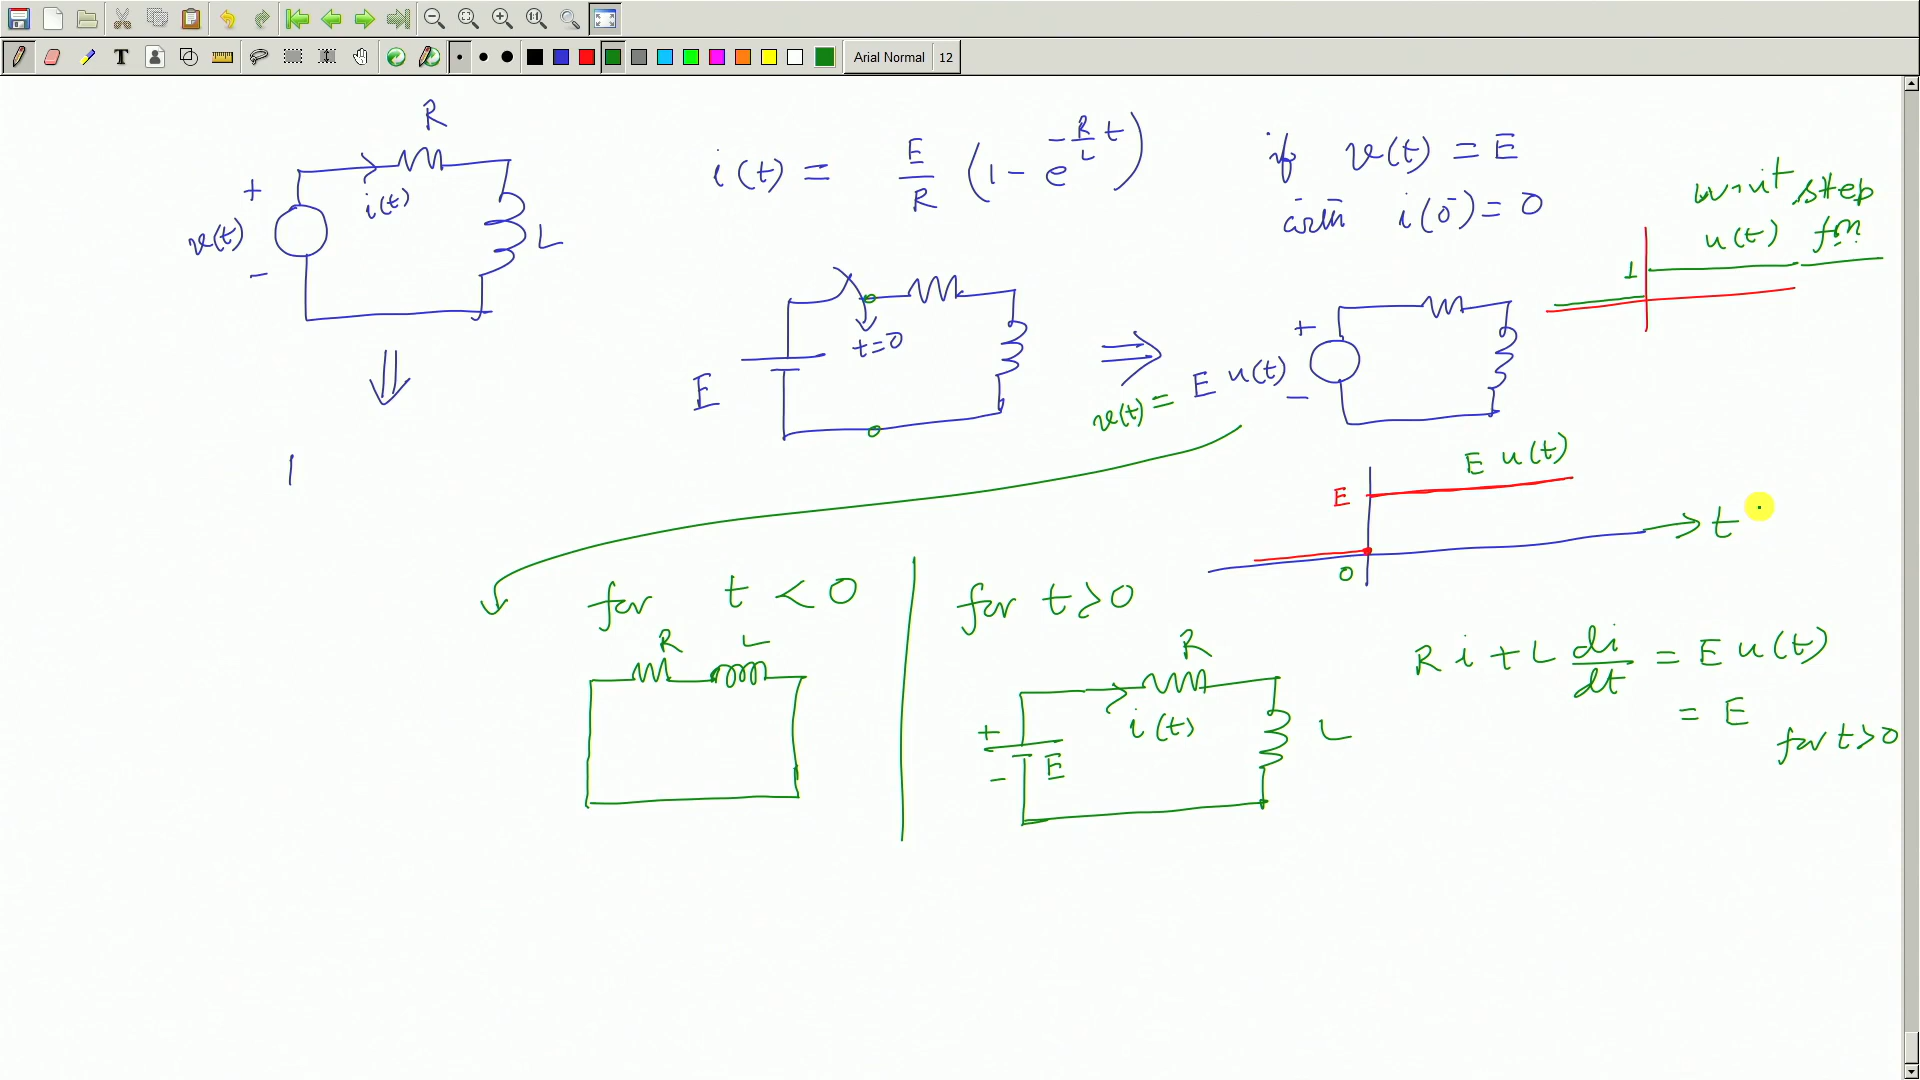 Arial Normal 12
R
i(t) = E/R (1 - e^(-R/L t))
if v(t) = E
with i(0⁻) = 0
unit step
u(t) fn
1
+
v(t)
-
i(t)
L
t=0
E
v(t) = E u(t)
+
-
E u(t)
E
0
t
for t < 0
for t > 0
R L
R
i(t)
+
-
E
L
R i + L di/dt = E u(t)
= E
for t > 0